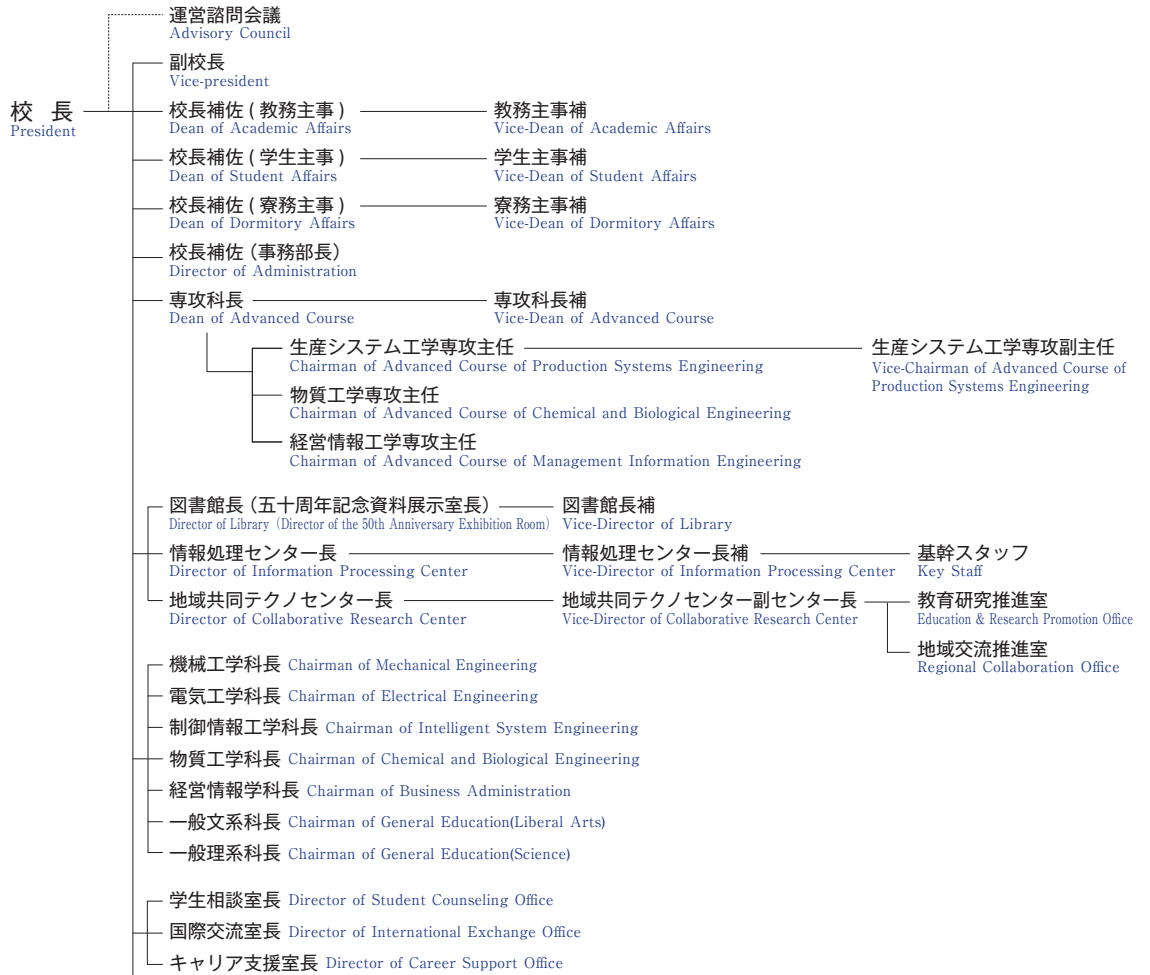 運営諮問会議
Advisory Council
副校長
Vice-president
校 長
President
校長補佐 ( 教務主事 ) 教務主事補
Dean of Academic Affairs Vice-Dean of Academic Affairs
校長補佐 ( 学生主事 ) 学生主事補
Dean of Student Affairs Vice-Dean of Student Affairs
校長補佐 ( 寮務主事 ) 寮務主事補
Dean of Dormitory Affairs Vice-Dean of Dormitory Affairs
校長補佐（事務部長）
Director of Administration
専攻科長 専攻科長補
Dean of Advanced Course Vice-Dean of Advanced Course
生産システム工学専攻主任 生産システム工学専攻副主任
Chairman of Advanced Course of Production Systems Engineering Vice-Chairman of Advanced Course of
Production Systems Engineering
物質工学専攻主任
Chairman of Advanced Course of Chemical and Biological Engineering
経営情報工学専攻主任
Chairman of Advanced Course of Management Information Engineering
図書館長（五十周年記念資料展示室長） 図書館長補
Director of Library（Director of the 50th Anniversary Exhibition Room） Vice-Director of Library
情報処理センター長 情報処理センター長補 基幹スタッフ
Director of Information Processing Center Vice-Director of Information Processing Center Key Staff
地域共同テクノセンター長 地域共同テクノセンター副センター長 教育研究推進室
Director of Collaborative Research Center Vice-Director of Collaborative Research Center Education & Research Promotion Office
地域交流推進室
Regional Collaboration Office
機械工学科長 Chairman of Mechanical Engineering
電気工学科長 Chairman of Electrical Engineering
制御情報工学科長 Chairman of Intelligent System Engineering
物質工学科長 Chairman of Chemical and Biological Engineering
経営情報学科長 Chairman of Business Administration
一般文系科長 Chairman of General Education(Liberal Arts)
一般理系科長 Chairman of General Education(Science)
学生相談室長 Director of Student Counseling Office
国際交流室長 Director of International Exchange Office
キャリア支援室長 Director of Career Support Office